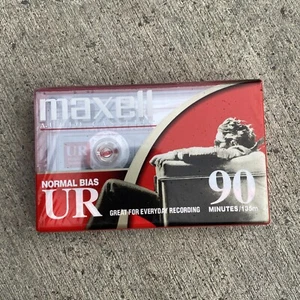 maxell
UR
NORMAL BIAS
UR
GREAT FOR EVERYDAY RECORDING
90
MINUTES/135m